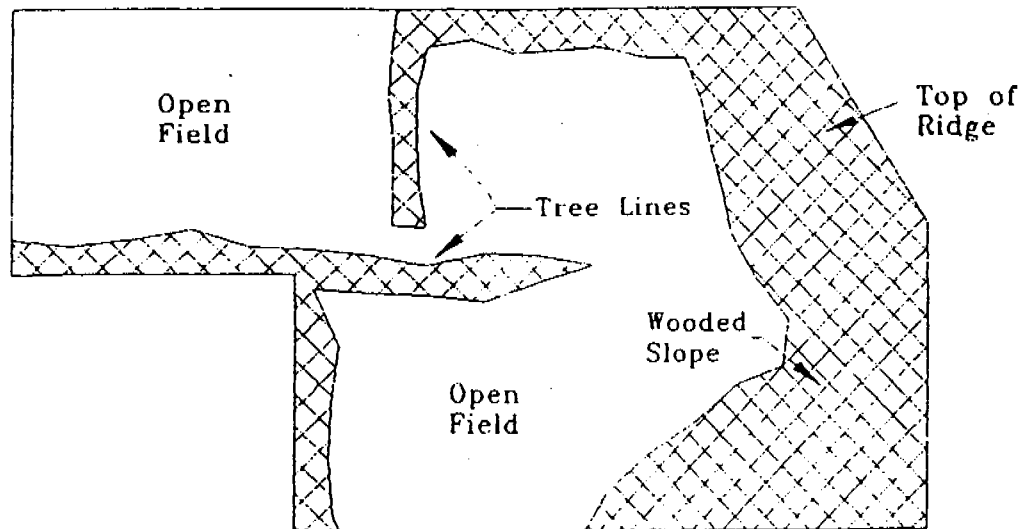 Open
Field
Top of
Ridge
Tree Lines
Wooded
Slope
Open
Field